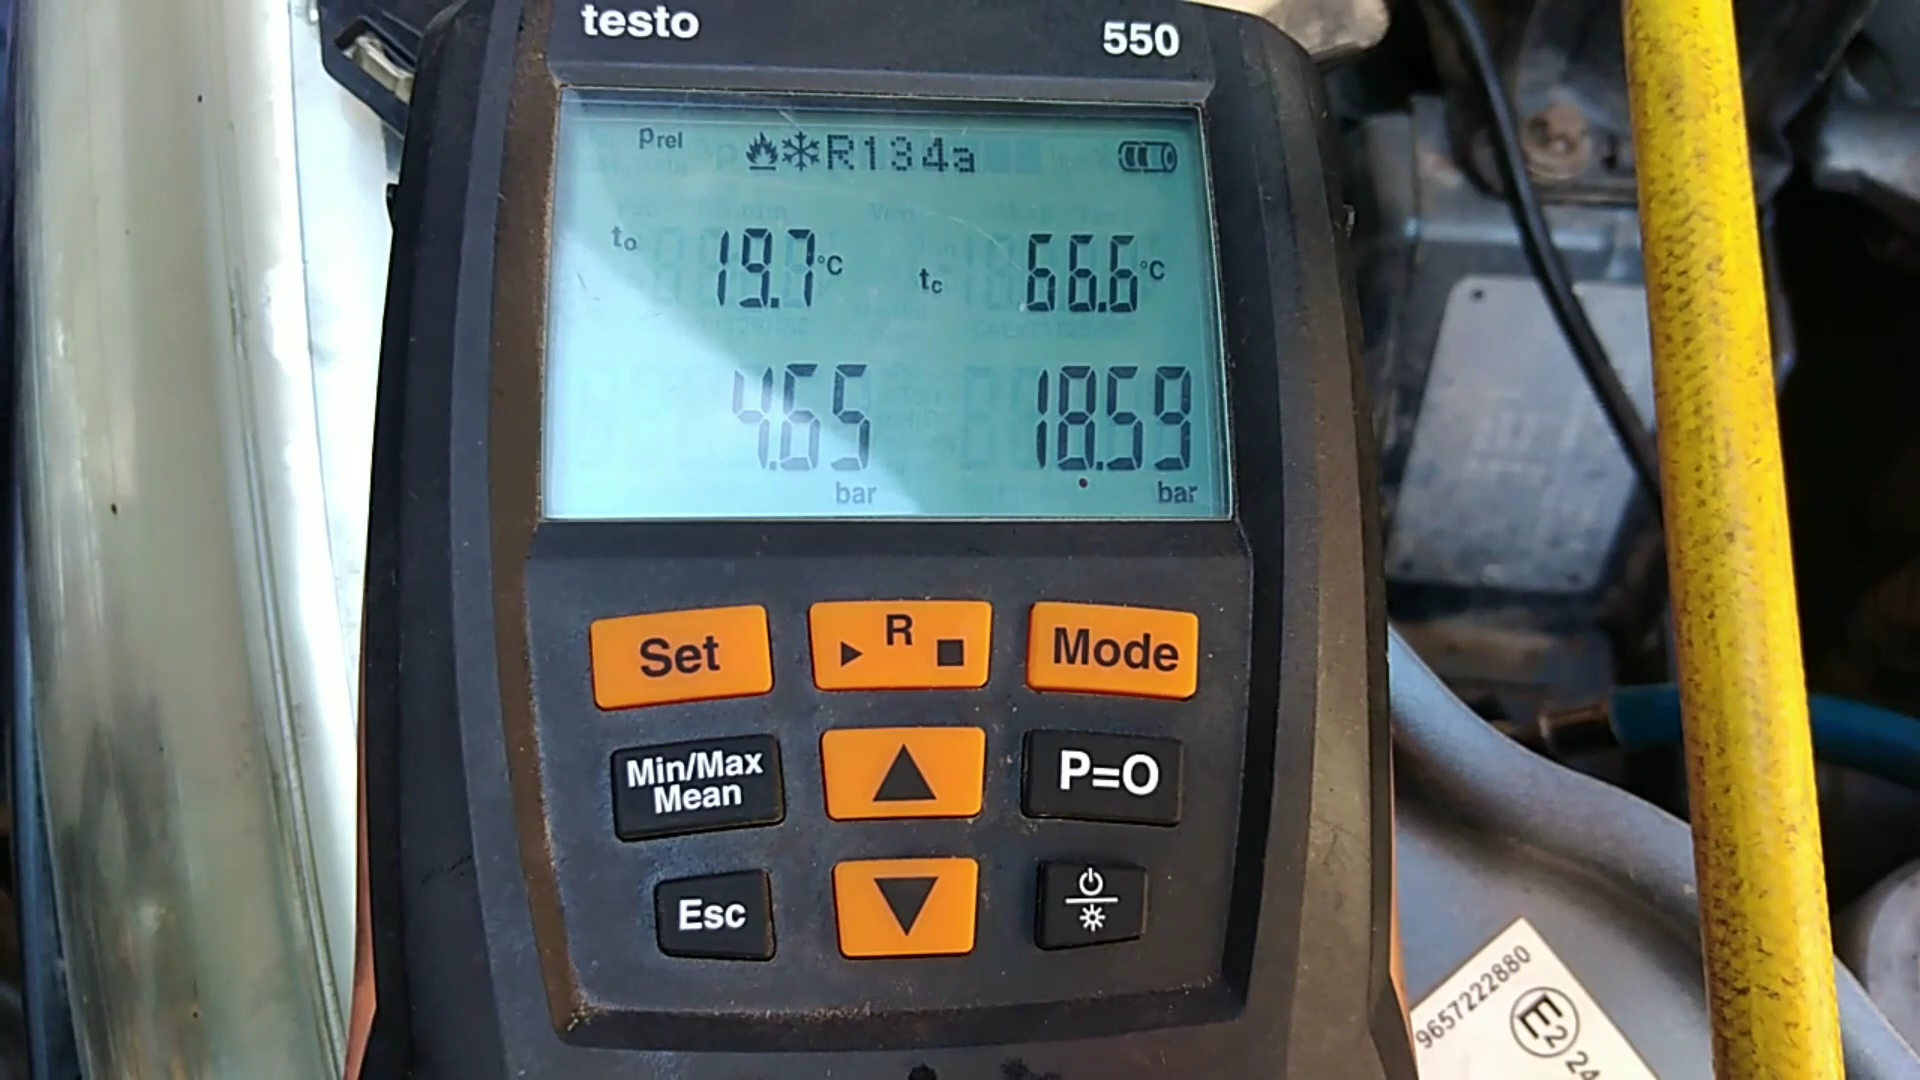 testo 550
Prel R134a
to 19.7 °C tc 66.6 °C
4.65 18.59
bar bar
Set R Mode
Min/Max
Mean
P=O
Esc
9657222880
E2 24